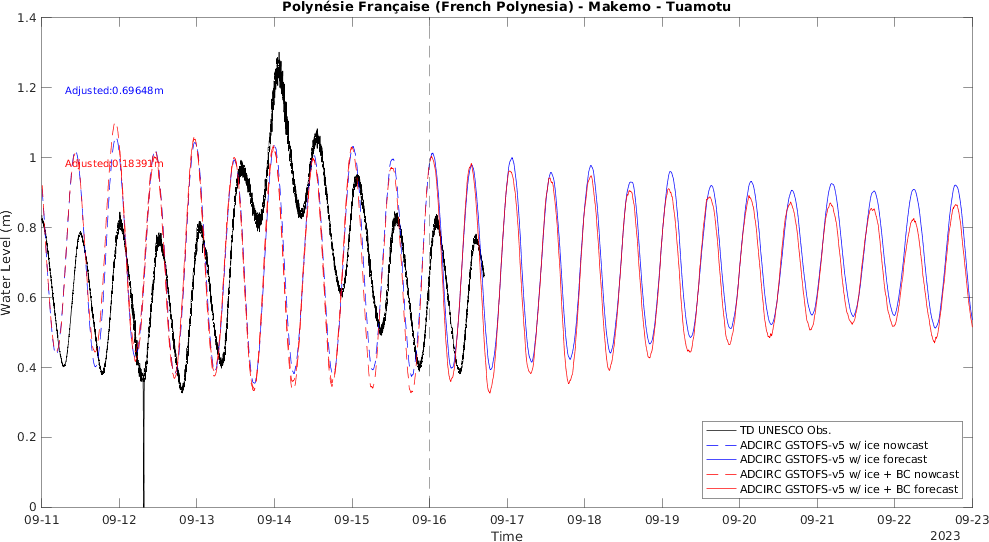 Polynésie Française (French Polynesia) - Makemo - Tuamotu
1.4
1.2
1
0.8
0.6
0.4
0.2
0
Water Level (m)
Adjusted:0.69648m
Adjusted:0.18391m
TD UNESCO Obs.
ADCIRC GSTOFS-v5 w/ ice nowcast
ADCIRC GSTOFS-v5 w/ ice forecast
ADCIRC GSTOFS-v5 w/ ice + BC nowcast
ADCIRC GSTOFS-v5 w/ ice + BC forecast
09-11 09-12 09-13 09-14 09-15 09-16 09-17 09-18 09-19 09-20 09-21 09-22 09-23
Time
2023